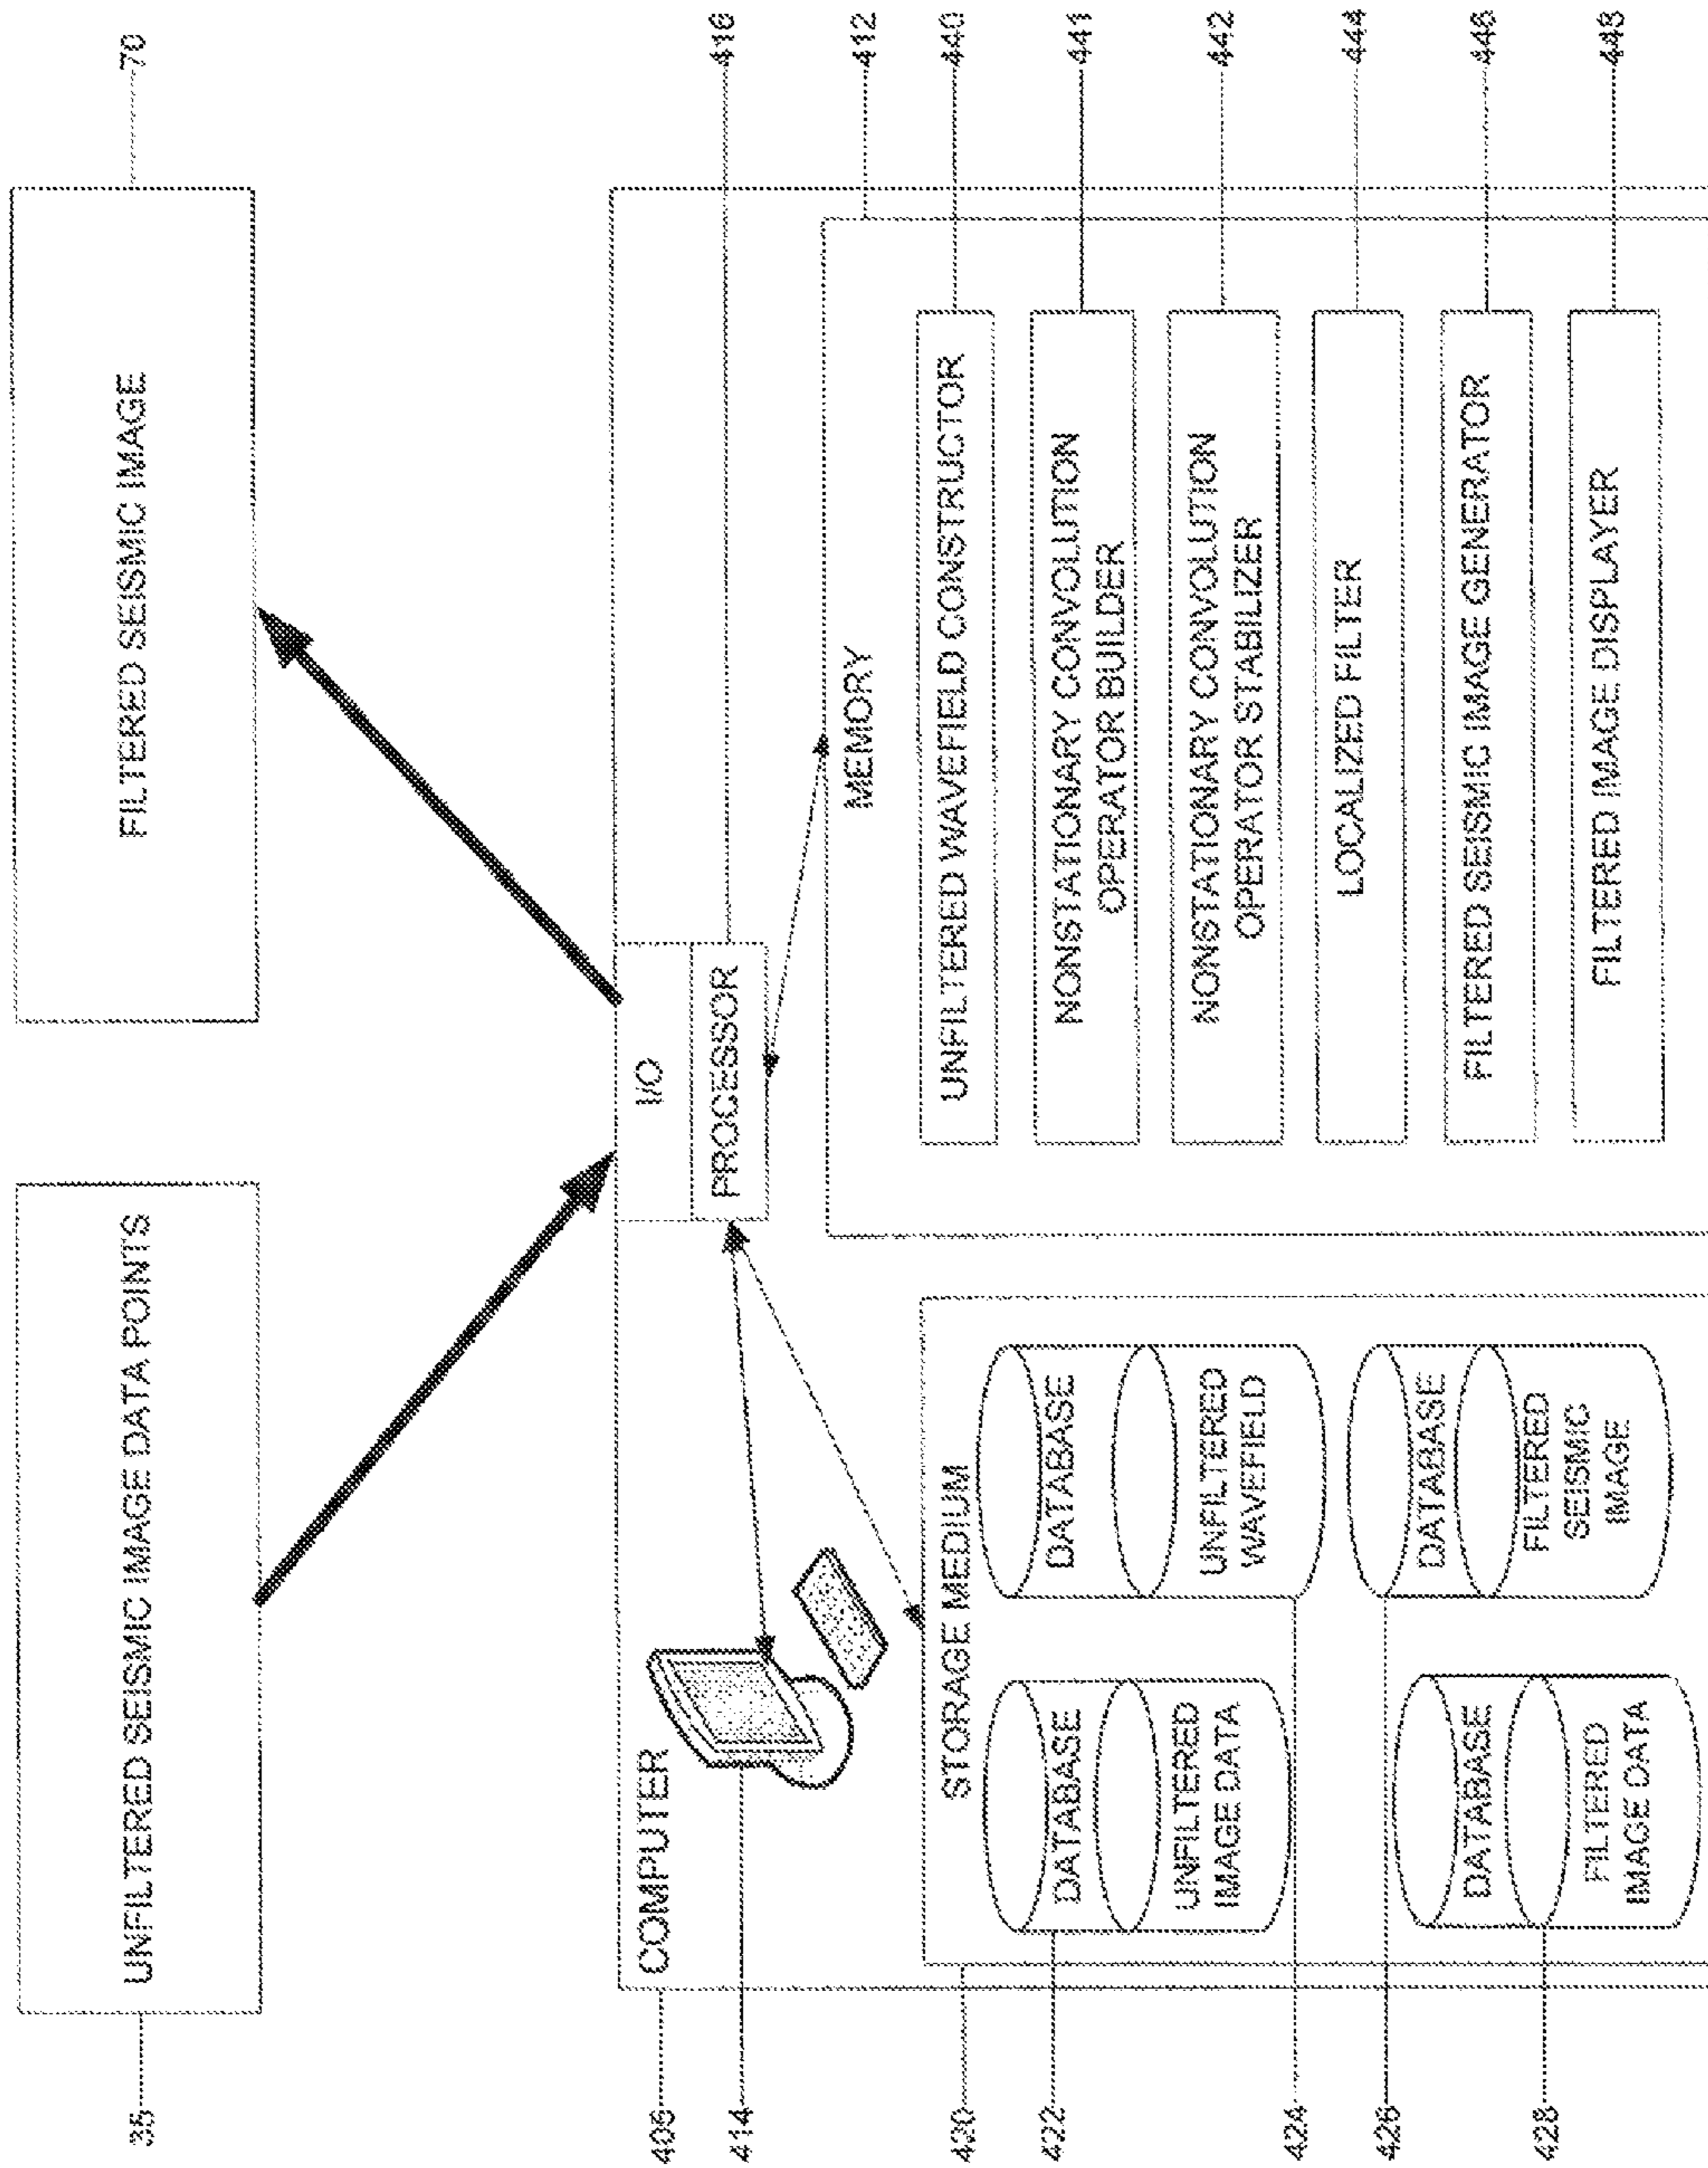 35
UNFILTERED SEISMIC IMAGE DATA POINTS
FILTERED SEISMIC IMAGE
70
405
COMPUTER
414
I/O
PROCESSOR
416
420
STORAGE MEDIUM
422
DATABASE
UNFILTERED
IMAGE DATA
DATABASE
UNFILTERED
WAVEFIELD
424
426
DATABASE
FILTERED
SEISMIC
IMAGE
DATABASE
FILTERED
IMAGE DATA
428
MEMORY
412
UNFILTERED WAVEFIELD CONSTRUCTOR
440
NONSTATIONARY CONVOLUTION
OPERATOR BUILDER
441
NONSTATIONARY CONVOLUTION
OPERATOR STABILIZER
442
LOCALIZED FILTER
444
FILTERED SEISMIC IMAGE GENERATOR
446
FILTERED IMAGE DISPLAYER
448